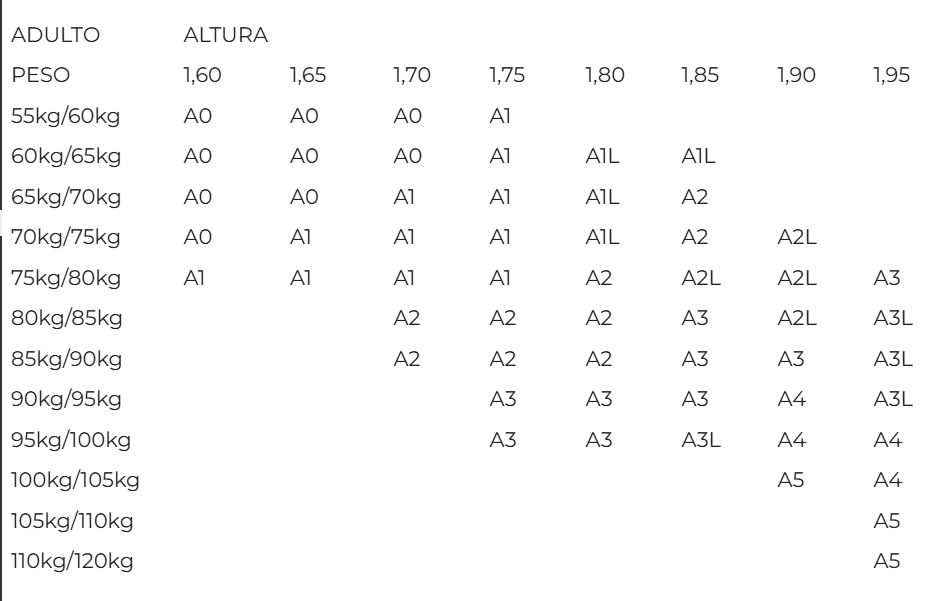 ADULTO ALTURA
PESO 1,60 1,65 1,70 1,75 1,80 1,85 1,90 1,95
55kg/60kg A0 A0 A0 A1
60kg/65kg A0 A0 A0 A1 A1L A1L
65kg/70kg A0 A0 A1 A1 A1L A2
70kg/75kg A0 A1 A1 A1 A1L A2 A2L
75kg/80kg A1 A1 A1 A1 A2 A2L A2L A3
80kg/85kg A2 A2 A2 A3 A2L A3L
85kg/90kg A2 A2 A2 A3 A3 A3L
90kg/95kg A3 A3 A3 A4 A3L
95kg/100kg A3 A3 A3L A4 A4
100kg/105kg A5 A4
105kg/110kg A5
110kg/120kg A5